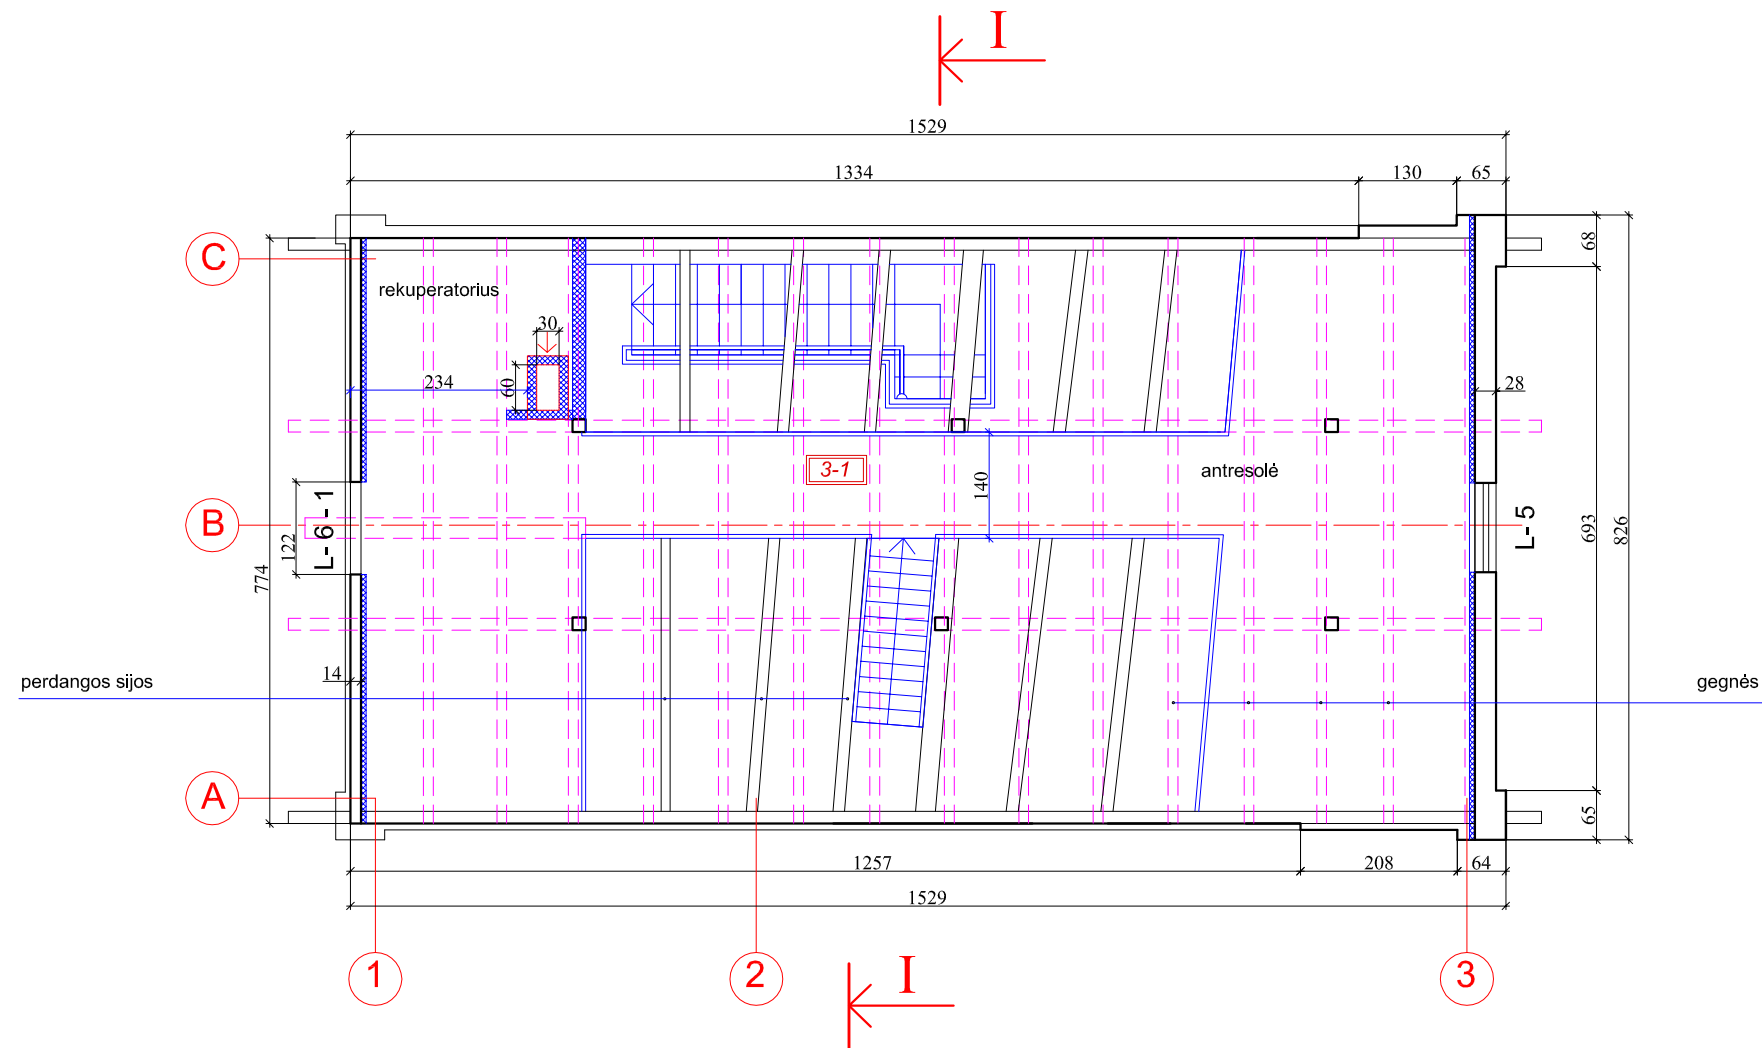 I
1529
1334
130
65
C
rekuperatorius
30
68
234
60
28
3-1
antresolė
140
B
L-6-1
122
L-5
693
826
774
14
perdangos sijos
gegnės
A
65
1257
208
64
1529
1
2
3
I